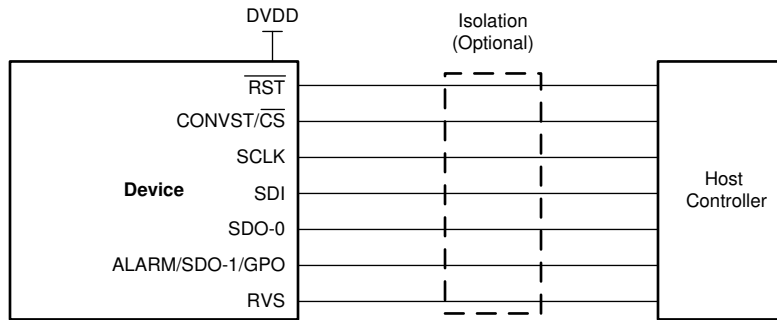 DVDD
Isolation
(Optional)
RST
CONVST/CS
SCLK
Device
SDI
SDO-0
ALARM/SDO-1/GPO
RVS
Host
Controller